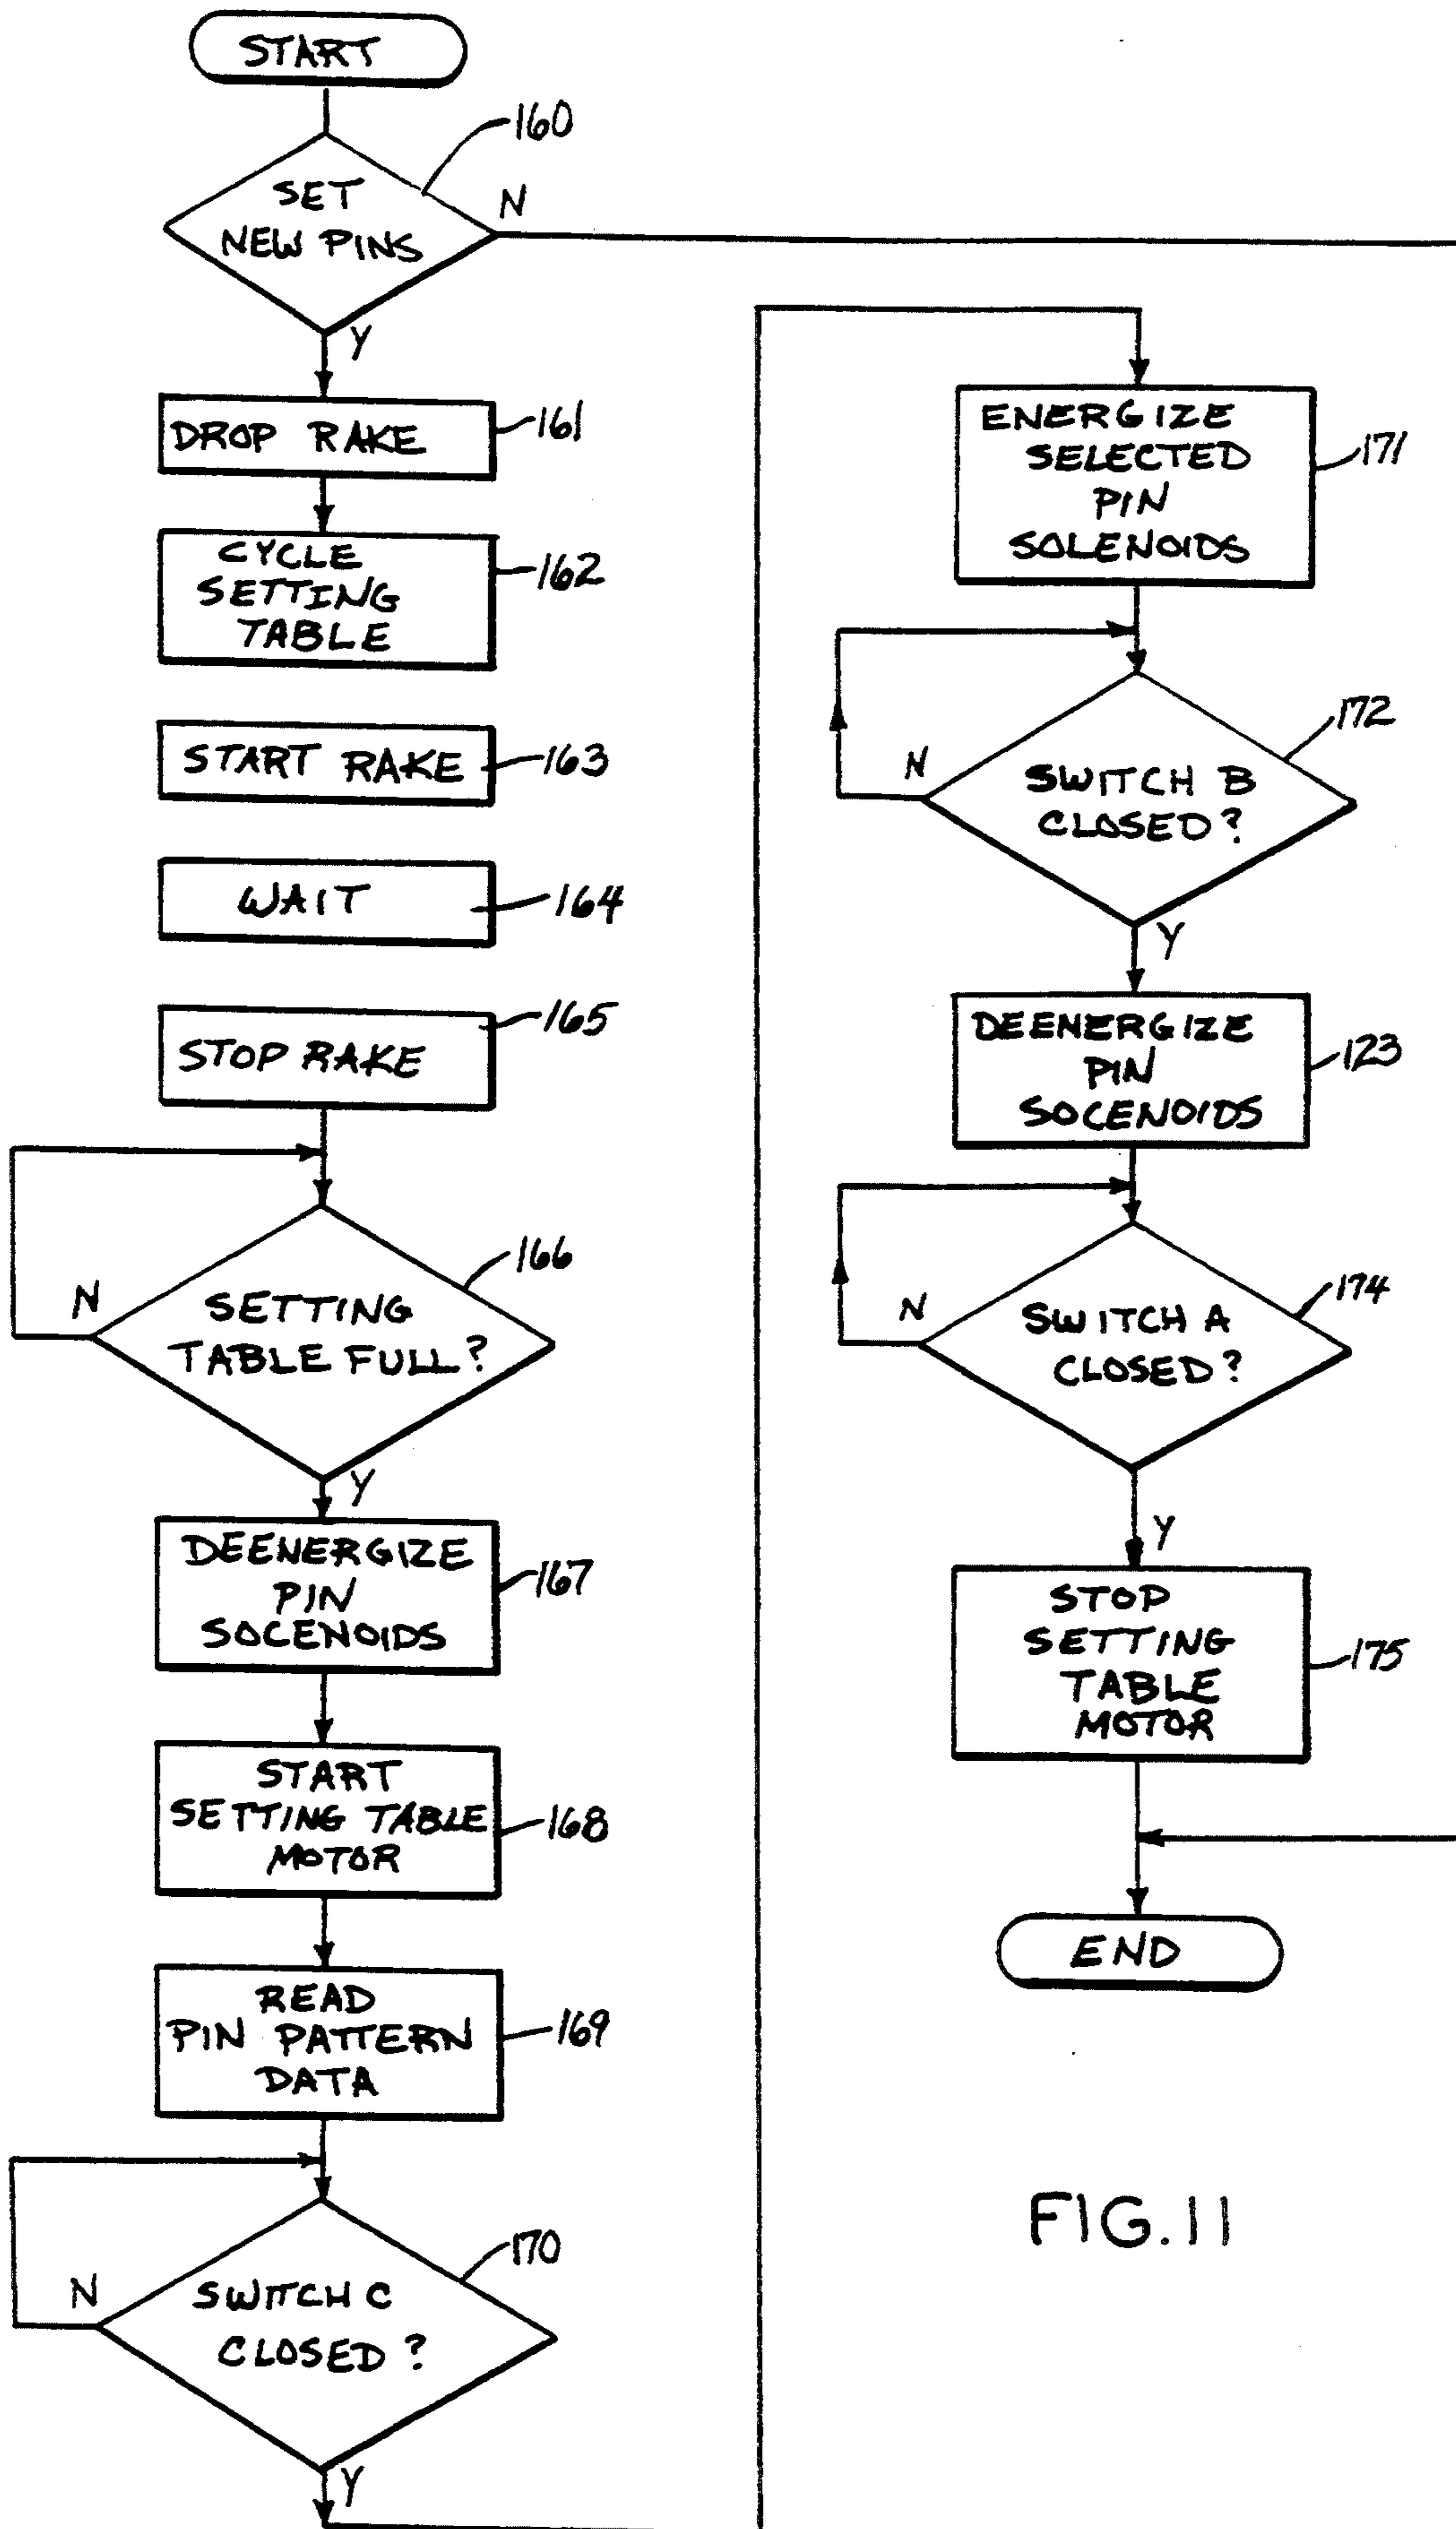 START
160
SET
NEW PINS
N
Y
DROP RAKE
161
CYCLE
SETTING
TABLE
162
START RAKE
163
WAIT
164
STOP RAKE
165
166
SETTING
TABLE FULL?
N
Y
DEENERGIZE
PIN
SOCENOIDS
167
START
SETTING TABLE
MOTOR
168
READ
PIN PATTERN
DATA
169
170
SWITCH C
CLOSED?
N
Y
ENERGIZE
SELECTED
PIN
SOLENOIDS
171
172
SWITCH B
CLOSED?
N
Y
DEENERGIZE
PIN
SOCENOIDS
123
174
SWITCH A
CLOSED?
N
Y
STOP
SETTING
TABLE
MOTOR
175
END
FIG. 11